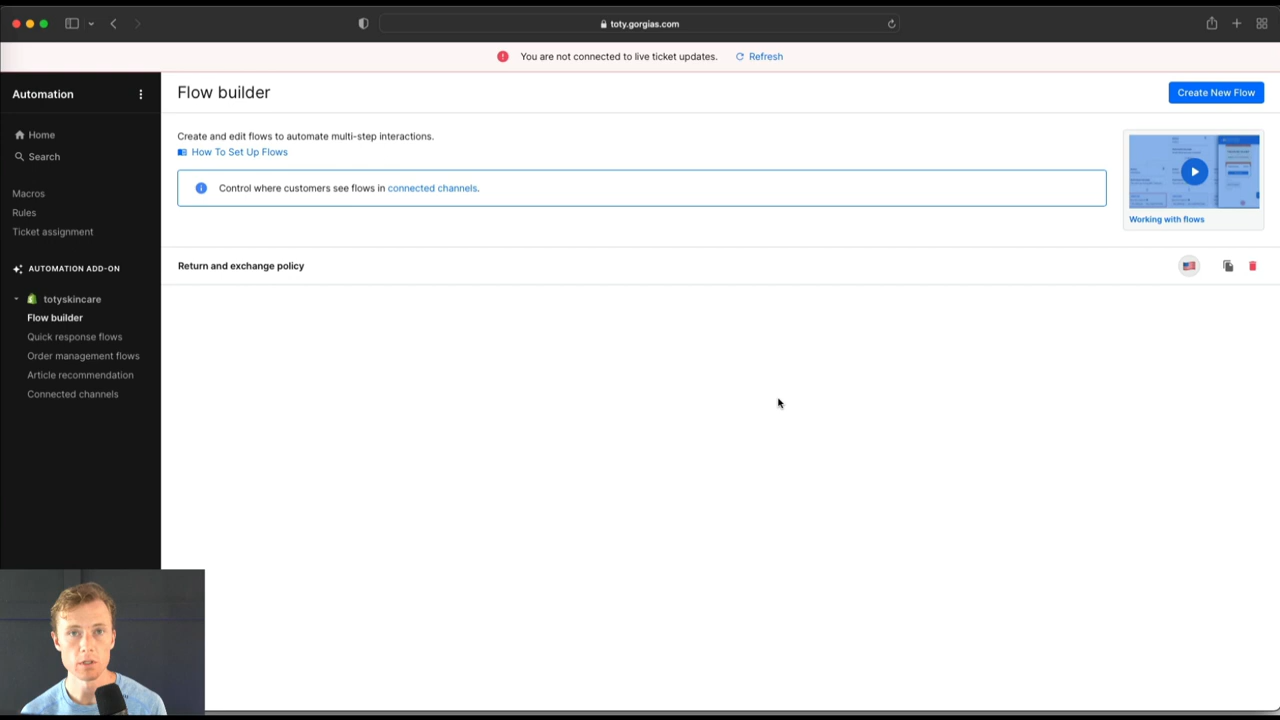 toty.gorgias.com
You are not connected to live ticket updates. Refresh
Automation
Home
Search
Macros
Rules
Ticket assignment
AUTOMATION ADD-ON
totyskincare
Flow builder
Quick response flows
Order management flows
Article recommendation
Connected channels
Flow builder
Create New Flow
Create and edit flows to automate multi-step interactions.
How To Set Up Flows
Control where customers see flows in connected channels.
Working with flows
Return and exchange policy